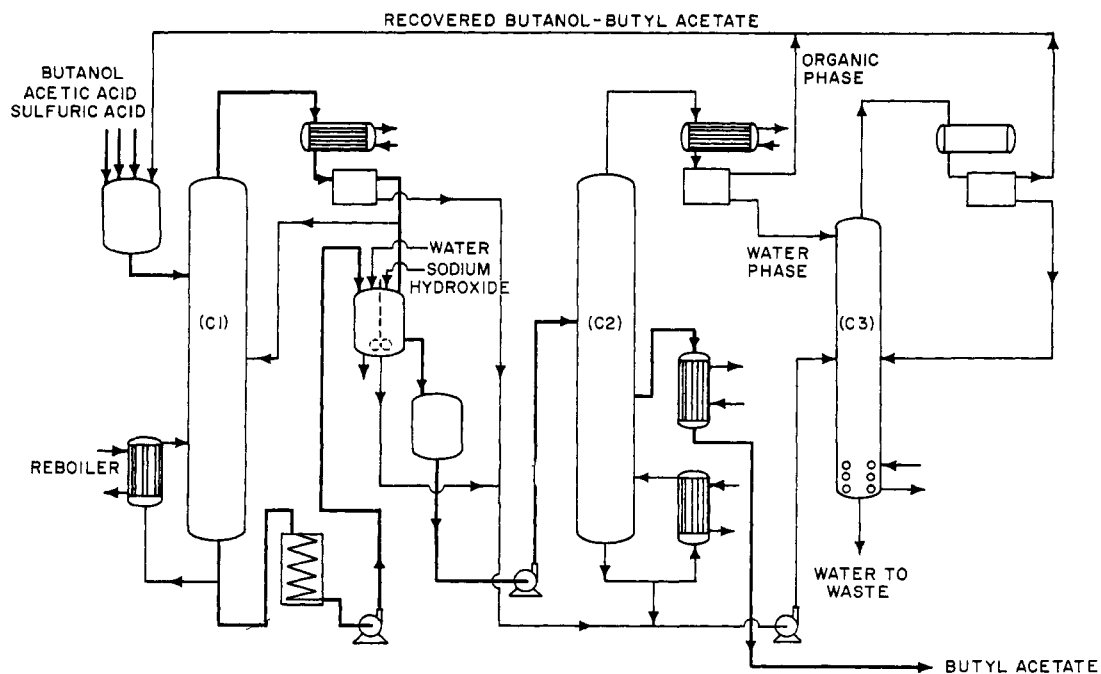 RECOVERED BUTANOL-BUTYL ACETATE
BUTANOL
ACETIC ACID
SULFURIC ACID
ORGANIC
PHASE
WATER
SODIUM
HYDROXIDE
WATER
PHASE
(C1)
(C2)
(C3)
REBOILER
WATER TO
WASTE
BUTYL ACETATE